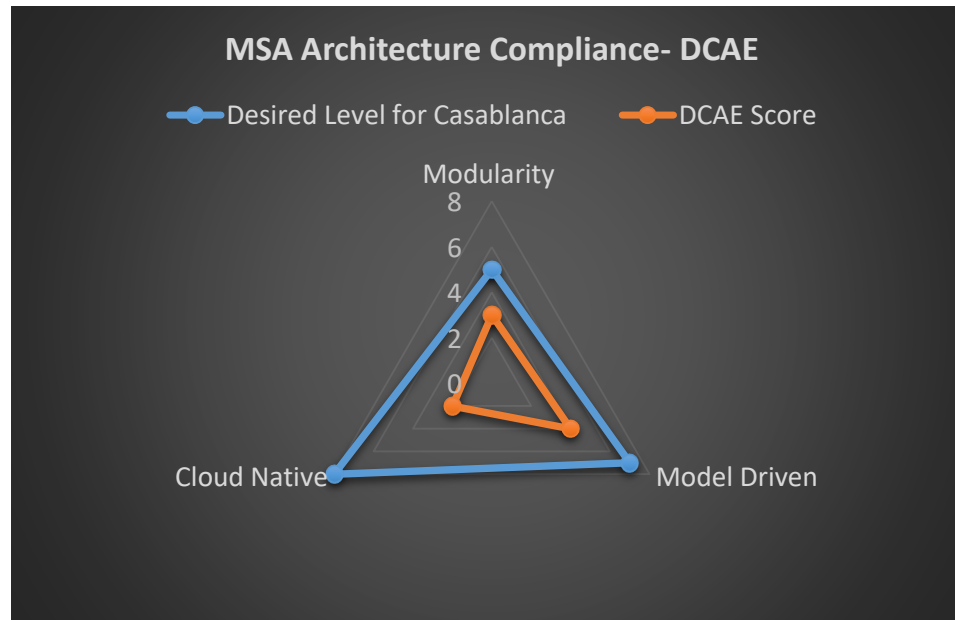 MSA Architecture Compliance- DCAE
Desired Level for Casablanca DCAE Score
Modularity
8
6
4
2
0
Cloud Native Model Driven